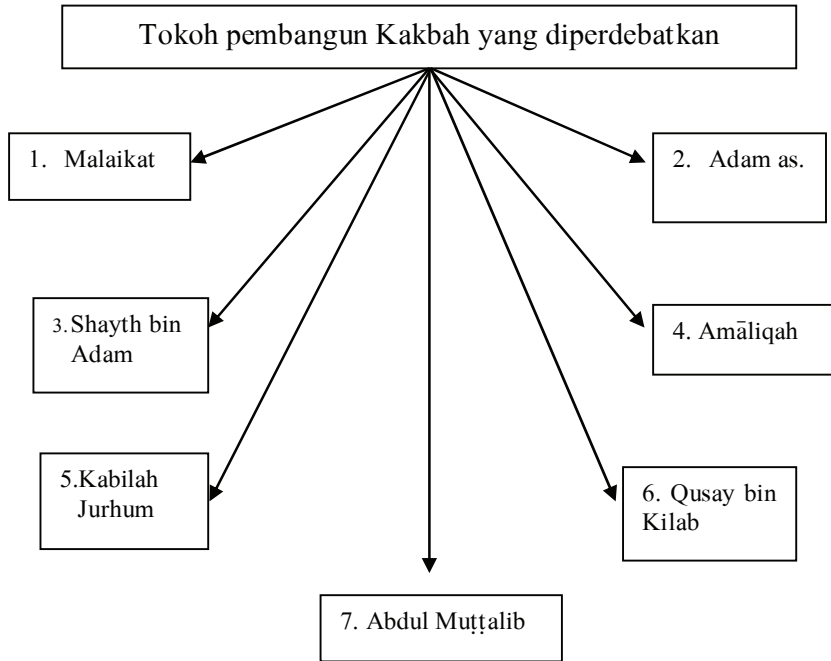 Tokoh pembangun Kakbah yang diperdebatkan
1. Malaikat
2. Adam as.
3.Shayth bin
Adam
4. Amāliqah
5.Kabilah
Jurhum
6. Qusay bin
Kilab
7. Abdul Muṭṭalib